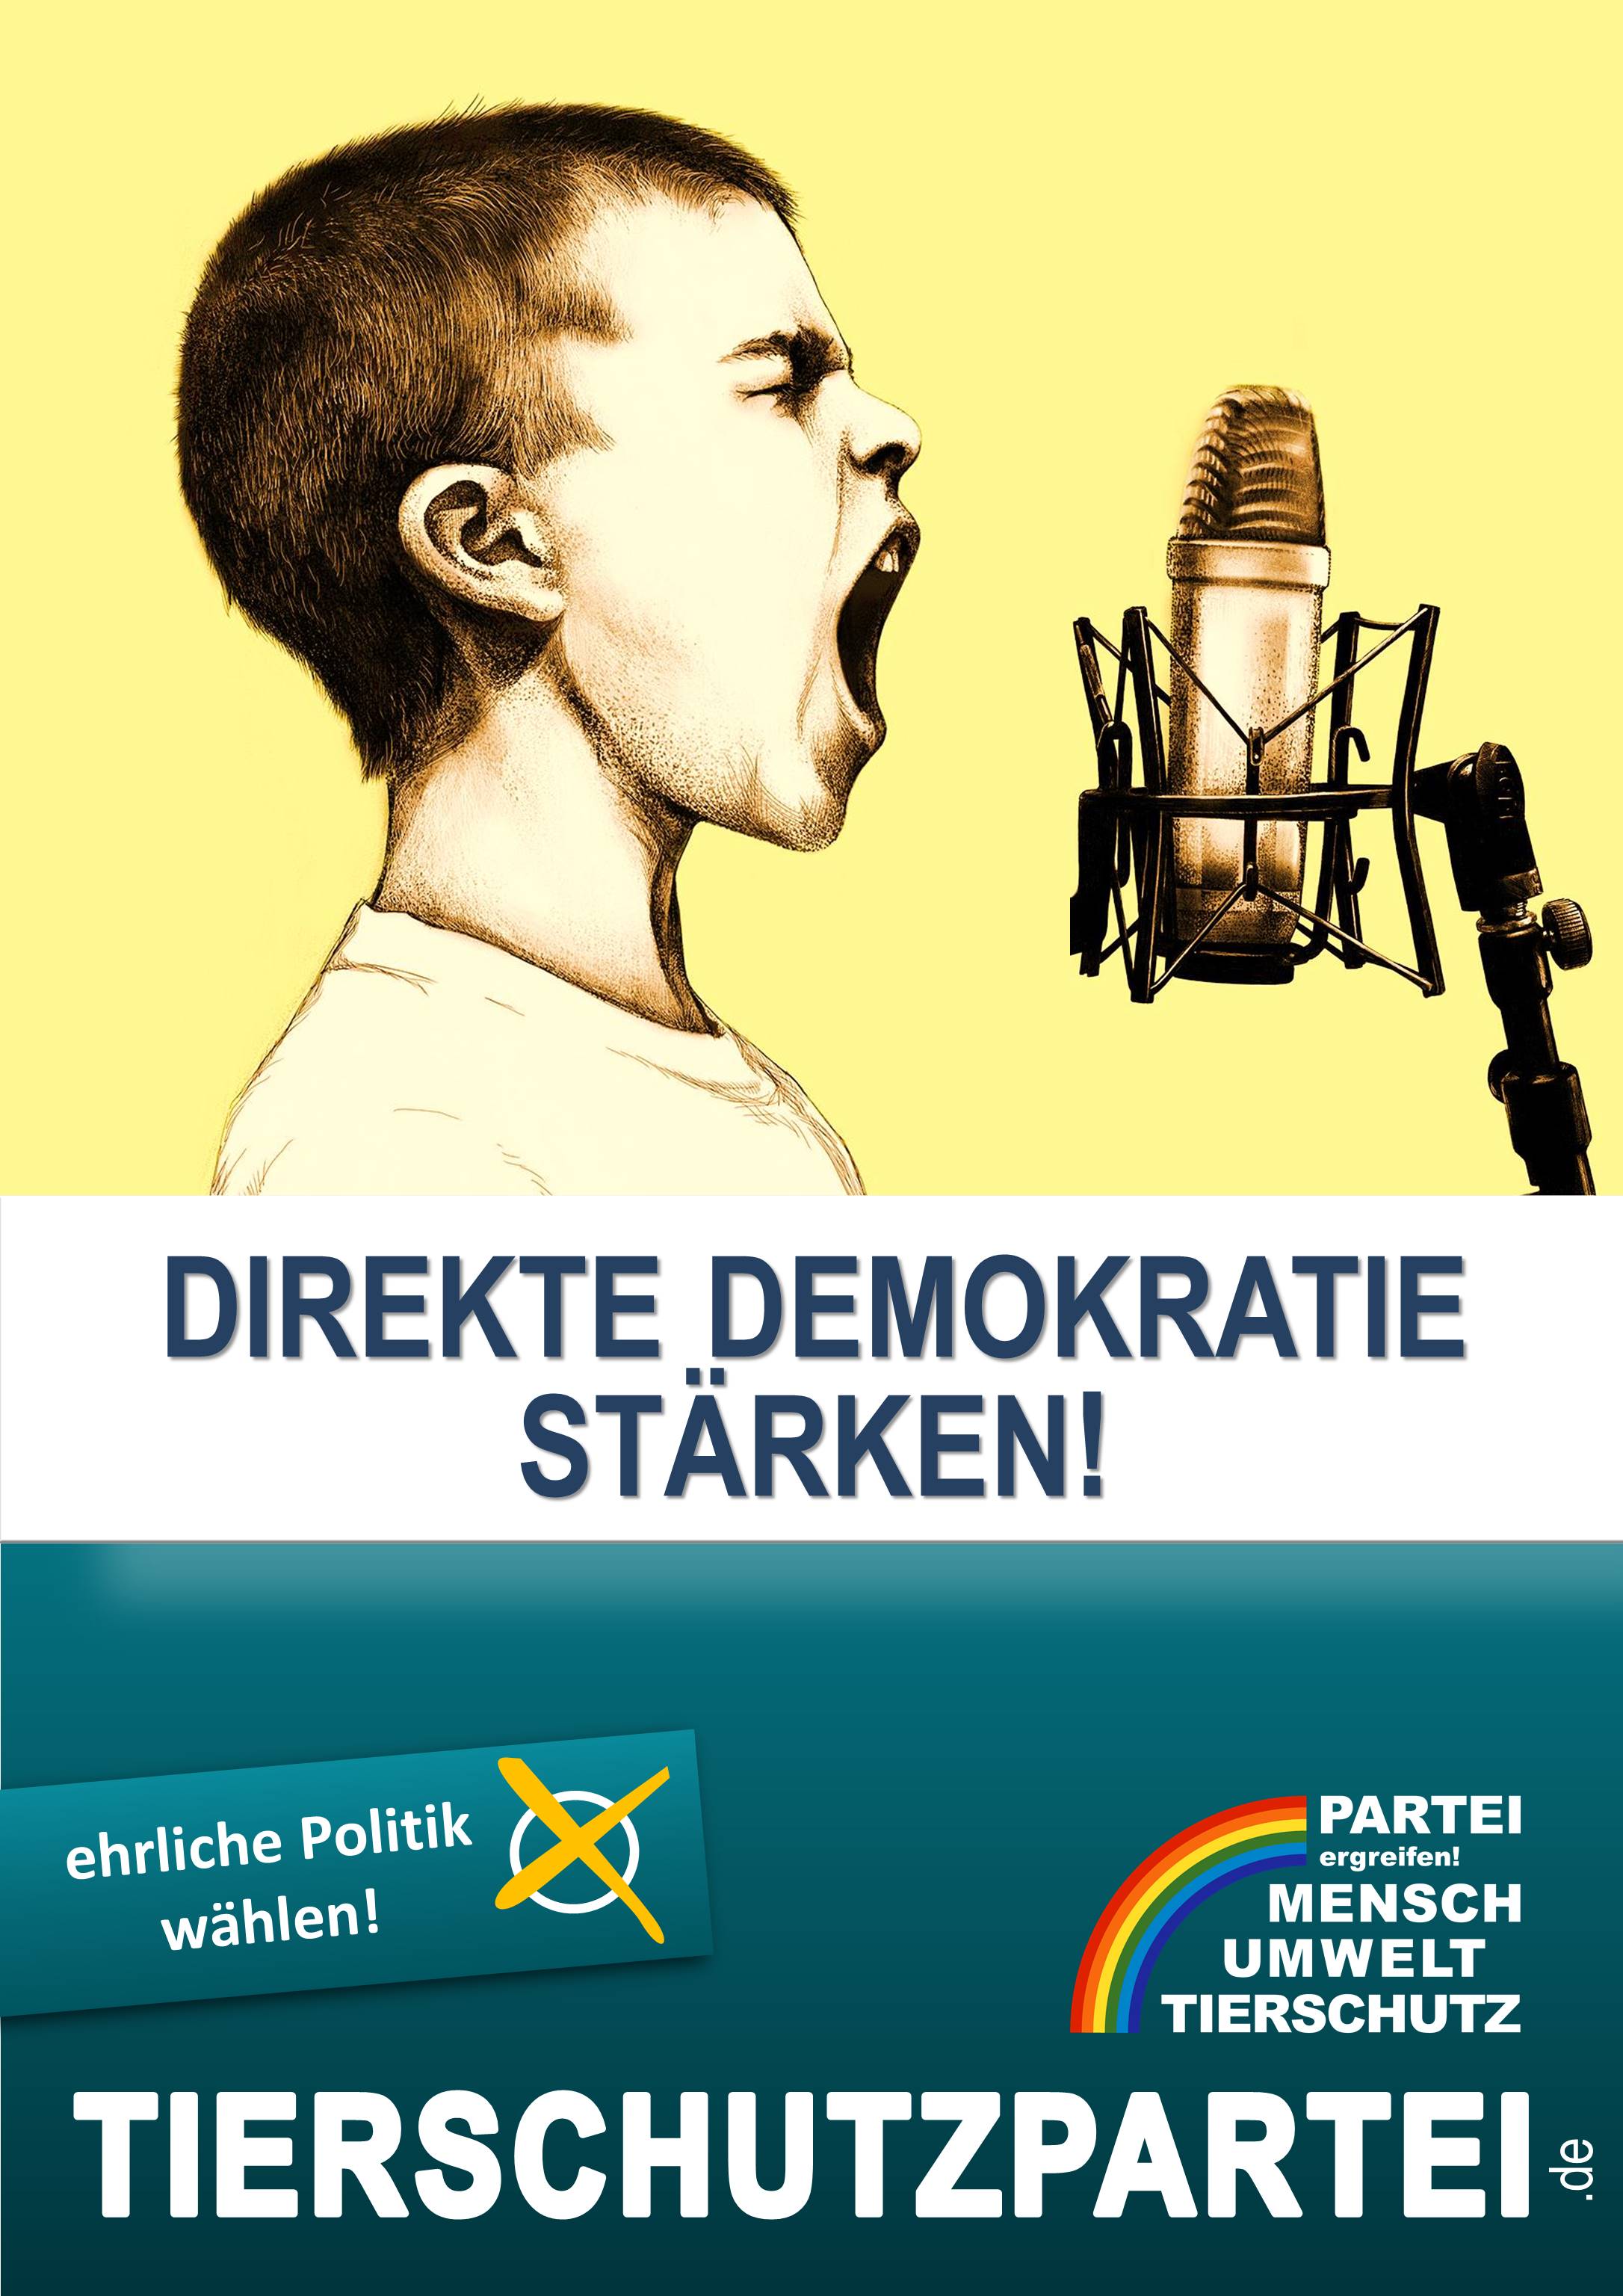 DIREKTE DEMOKRATIE
STÄRKEN!
ehrliche Politik
wählen!
PARTEI
ergreifen!
MENSCH
UMWELT
TIERSCHUTZ
TIERSCHUTZPARTEI.de